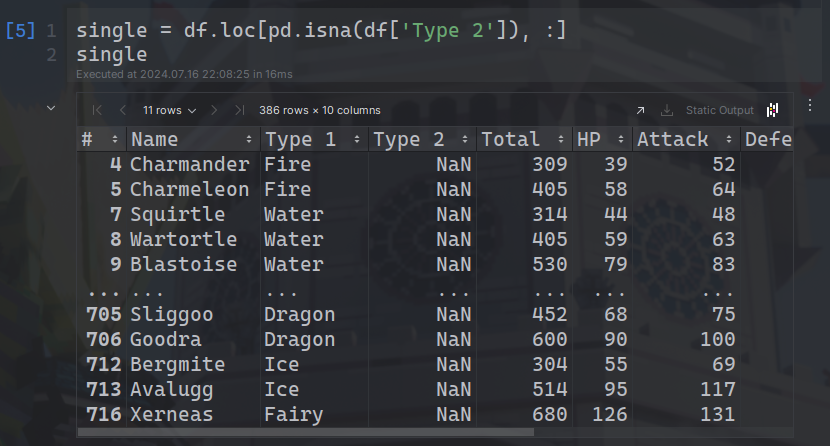 [5] 1 single = df.loc[pd.isna(df['Type 2']), :]
2 single
Executed at 2024.07.16 22:08:25 in 16ms
11 rows 386 rows × 10 columns Static Output
# Name Type 1 Type 2 Total HP Attack Defe
4 Charmander Fire NaN 309 39 52
5 Charmeleon Fire NaN 405 58 64
7 Squirtle Water NaN 314 44 48
8 Wartortle Water NaN 405 59 63
9 Blastoise Water NaN 530 79 83
... ... ... ... ... ... ...
705 Sliggoo Dragon NaN 452 68 75
706 Goodra Dragon NaN 600 90 100
712 Bergmite Ice NaN 304 55 69
713 Avalugg Ice NaN 514 95 117
716 Xerneas Fairy NaN 680 126 131